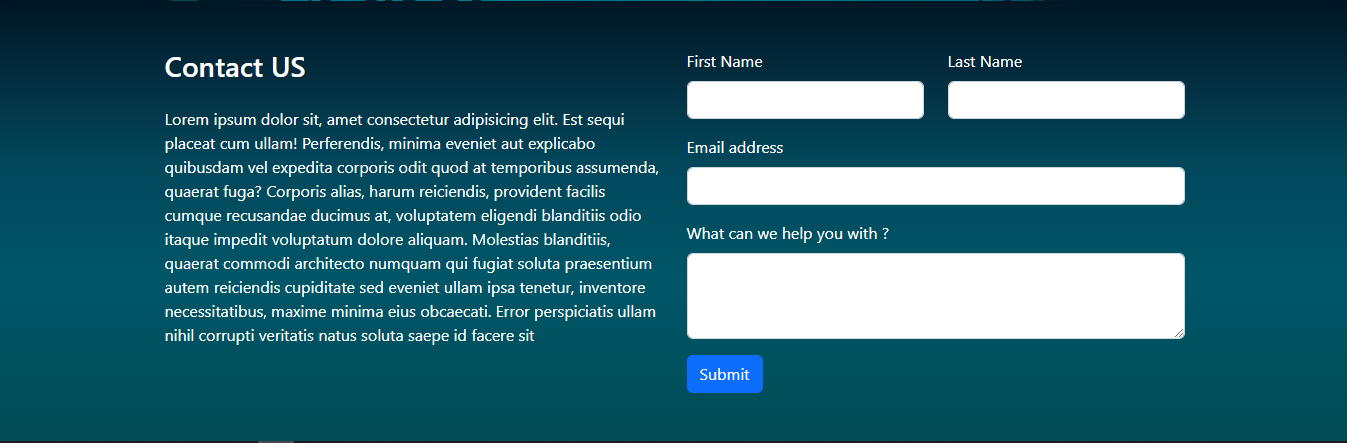 Contact US
Lorem ipsum dolor sit, amet consectetur adipisicing elit. Est sequi
placeat cum ullam! Perferendis, minima eveniet aut explicabo
quibusdam vel expedita corporis odit quod at temporibus assumenda,
quaerat fuga? Corporis alias, harum reiciendis, provident facilis
cumque recusandae ducimus at, voluptatem eligendi blanditiis odio
itaque impedit voluptatum dolore aliquam. Molestias blanditiis,
quaerat commodi architecto numquam qui fugiat soluta praesentium
autem reiciendis cupiditate sed eveniet ullam ipsa tenetur, inventore
necessitatibus, maxime minima eius obcaecati. Error perspiciatis ullam
nihil corrupti veritatis natus soluta saepe id facere sit
First Name
Last Name
Email address
What can we help you with ?
Submit